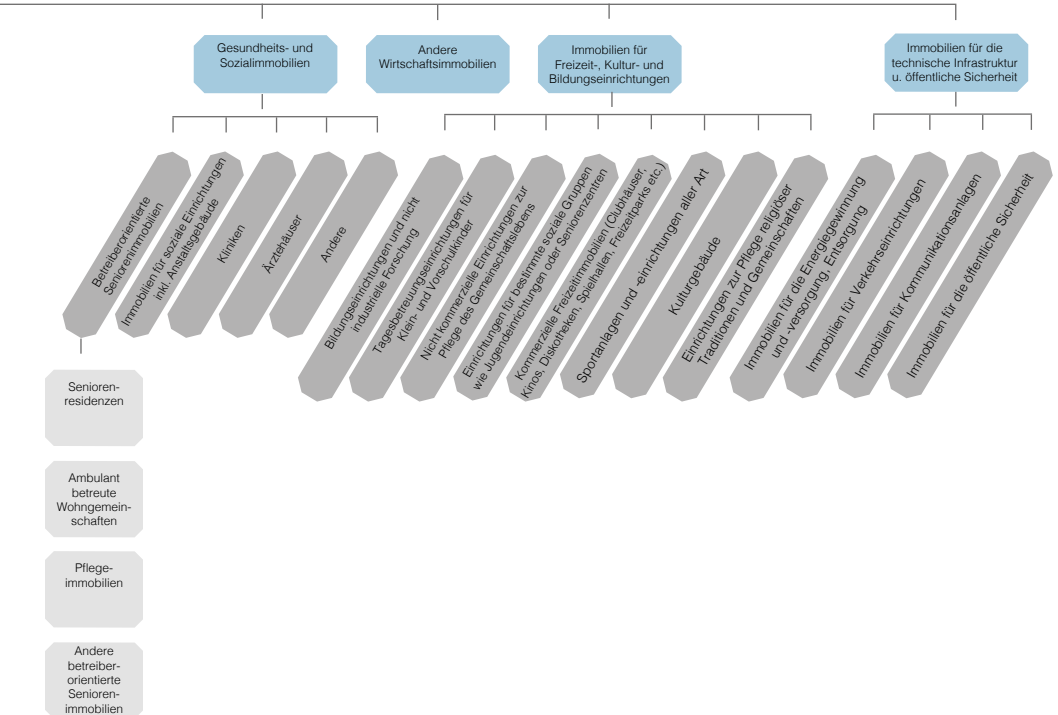 Gesundheits- und
Sozialimmobilien
Andere
Wirtschaftsimmobilien
Immobilien für
Freizeit-, Kultur- und
Bildungseinrichtungen
Immobilien für die
technische Infrastruktur
u. öffentliche Sicherheit
Betreiberorientierte
Seniorenimmobilien
Immobilien für soziale Einrichtungen
inkl. Anstaltsgebäude
Kliniken
Ärztehäuser
Andere
Bildungseinrichtungen und nicht
industrielle Forschung
Tagesbetreuungseinrichtungen für
Klein- und Vorschulkinder
Nicht kommerzielle Einrichtungen zur
Pflege des Gemeinschaftslebens
Einrichtungen für bestimmte soziale Gruppen
wie Jugendeinrichtungen oder Seniorenzentren
Kommerzielle Freizeitimmobilien (Clubhäuser,
Kinos, Diskotheken, Spielhallen, Freizeitparks etc.)
Sportanlagen und -einrichtungen aller Art
Kulturgebäude
Einrichtungen zur Pflege religiöser
Traditionen und Gemeinschaften
Immobilien für die Energiegewinnung
und -versorgung, Entsorgung
Immobilien für Verkehrseinrichtungen
Immobilien für Kommunikationsanlagen
Immobilien für die öffentliche Sicherheit
Senioren-
residenzen
Ambulant
betreute
Wohngemein-
schaften
Pflege-
immobilien
Andere
betreiber-
orientierte
Senioren-
immobilien